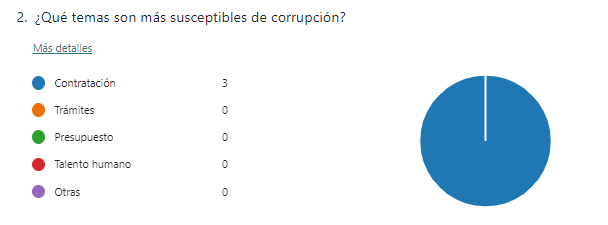 2. ¿Qué temas son más susceptibles de corrupción?
Más detalles
Contratación 3
Trámites 0
Presupuesto 0
Talento humano 0
Otras 0